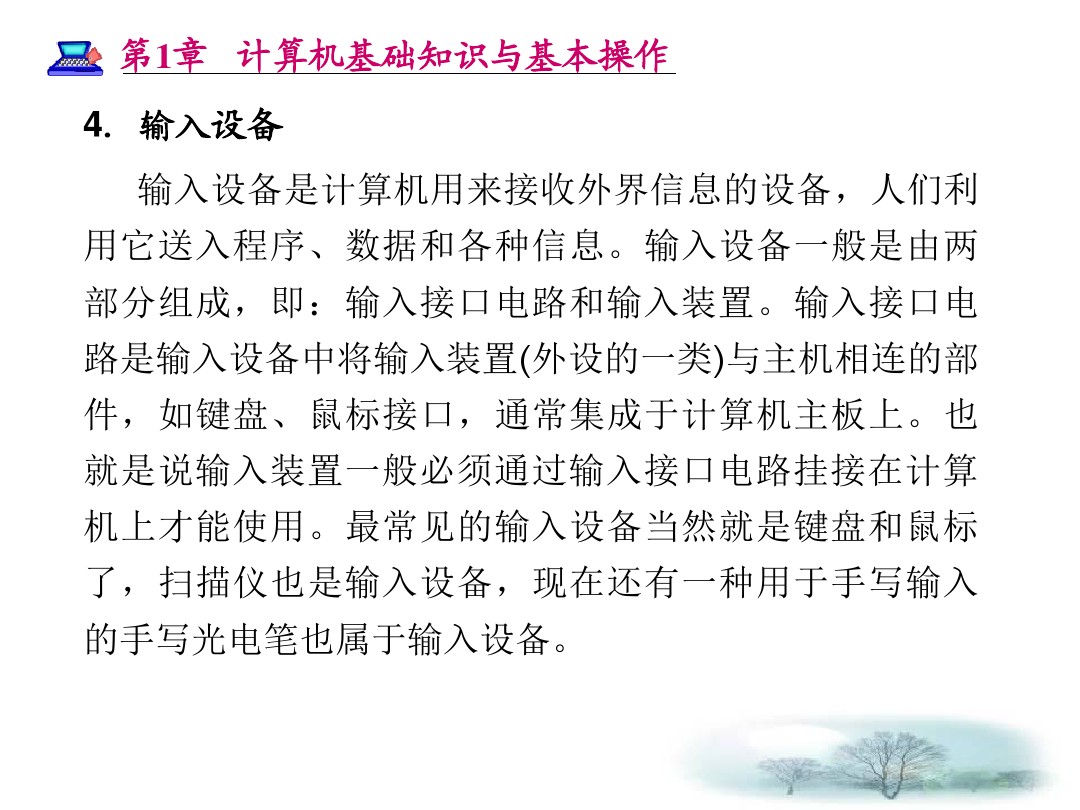 第1章 计算机基础知识与基本操作
4. 输入设备
输入设备是计算机用来接收外界信息的设备，人们利
用它送入程序、数据和各种信息。输入设备一般是由两
部分组成，即：输入接口电路和输入装置。输入接口电
路是输入设备中将输入装置(外设的一类)与主机相连的部
件，如键盘、鼠标接口，通常集成于计算机主板上。也
就是说输入装置一般必须通过输入接口电路挂接在计算
机上才能使用。最常见的输入设备当然就是键盘和鼠标
了，扫描仪也是输入设备，现在还有一种用于手写输入
的手写光电笔也属于输入设备。